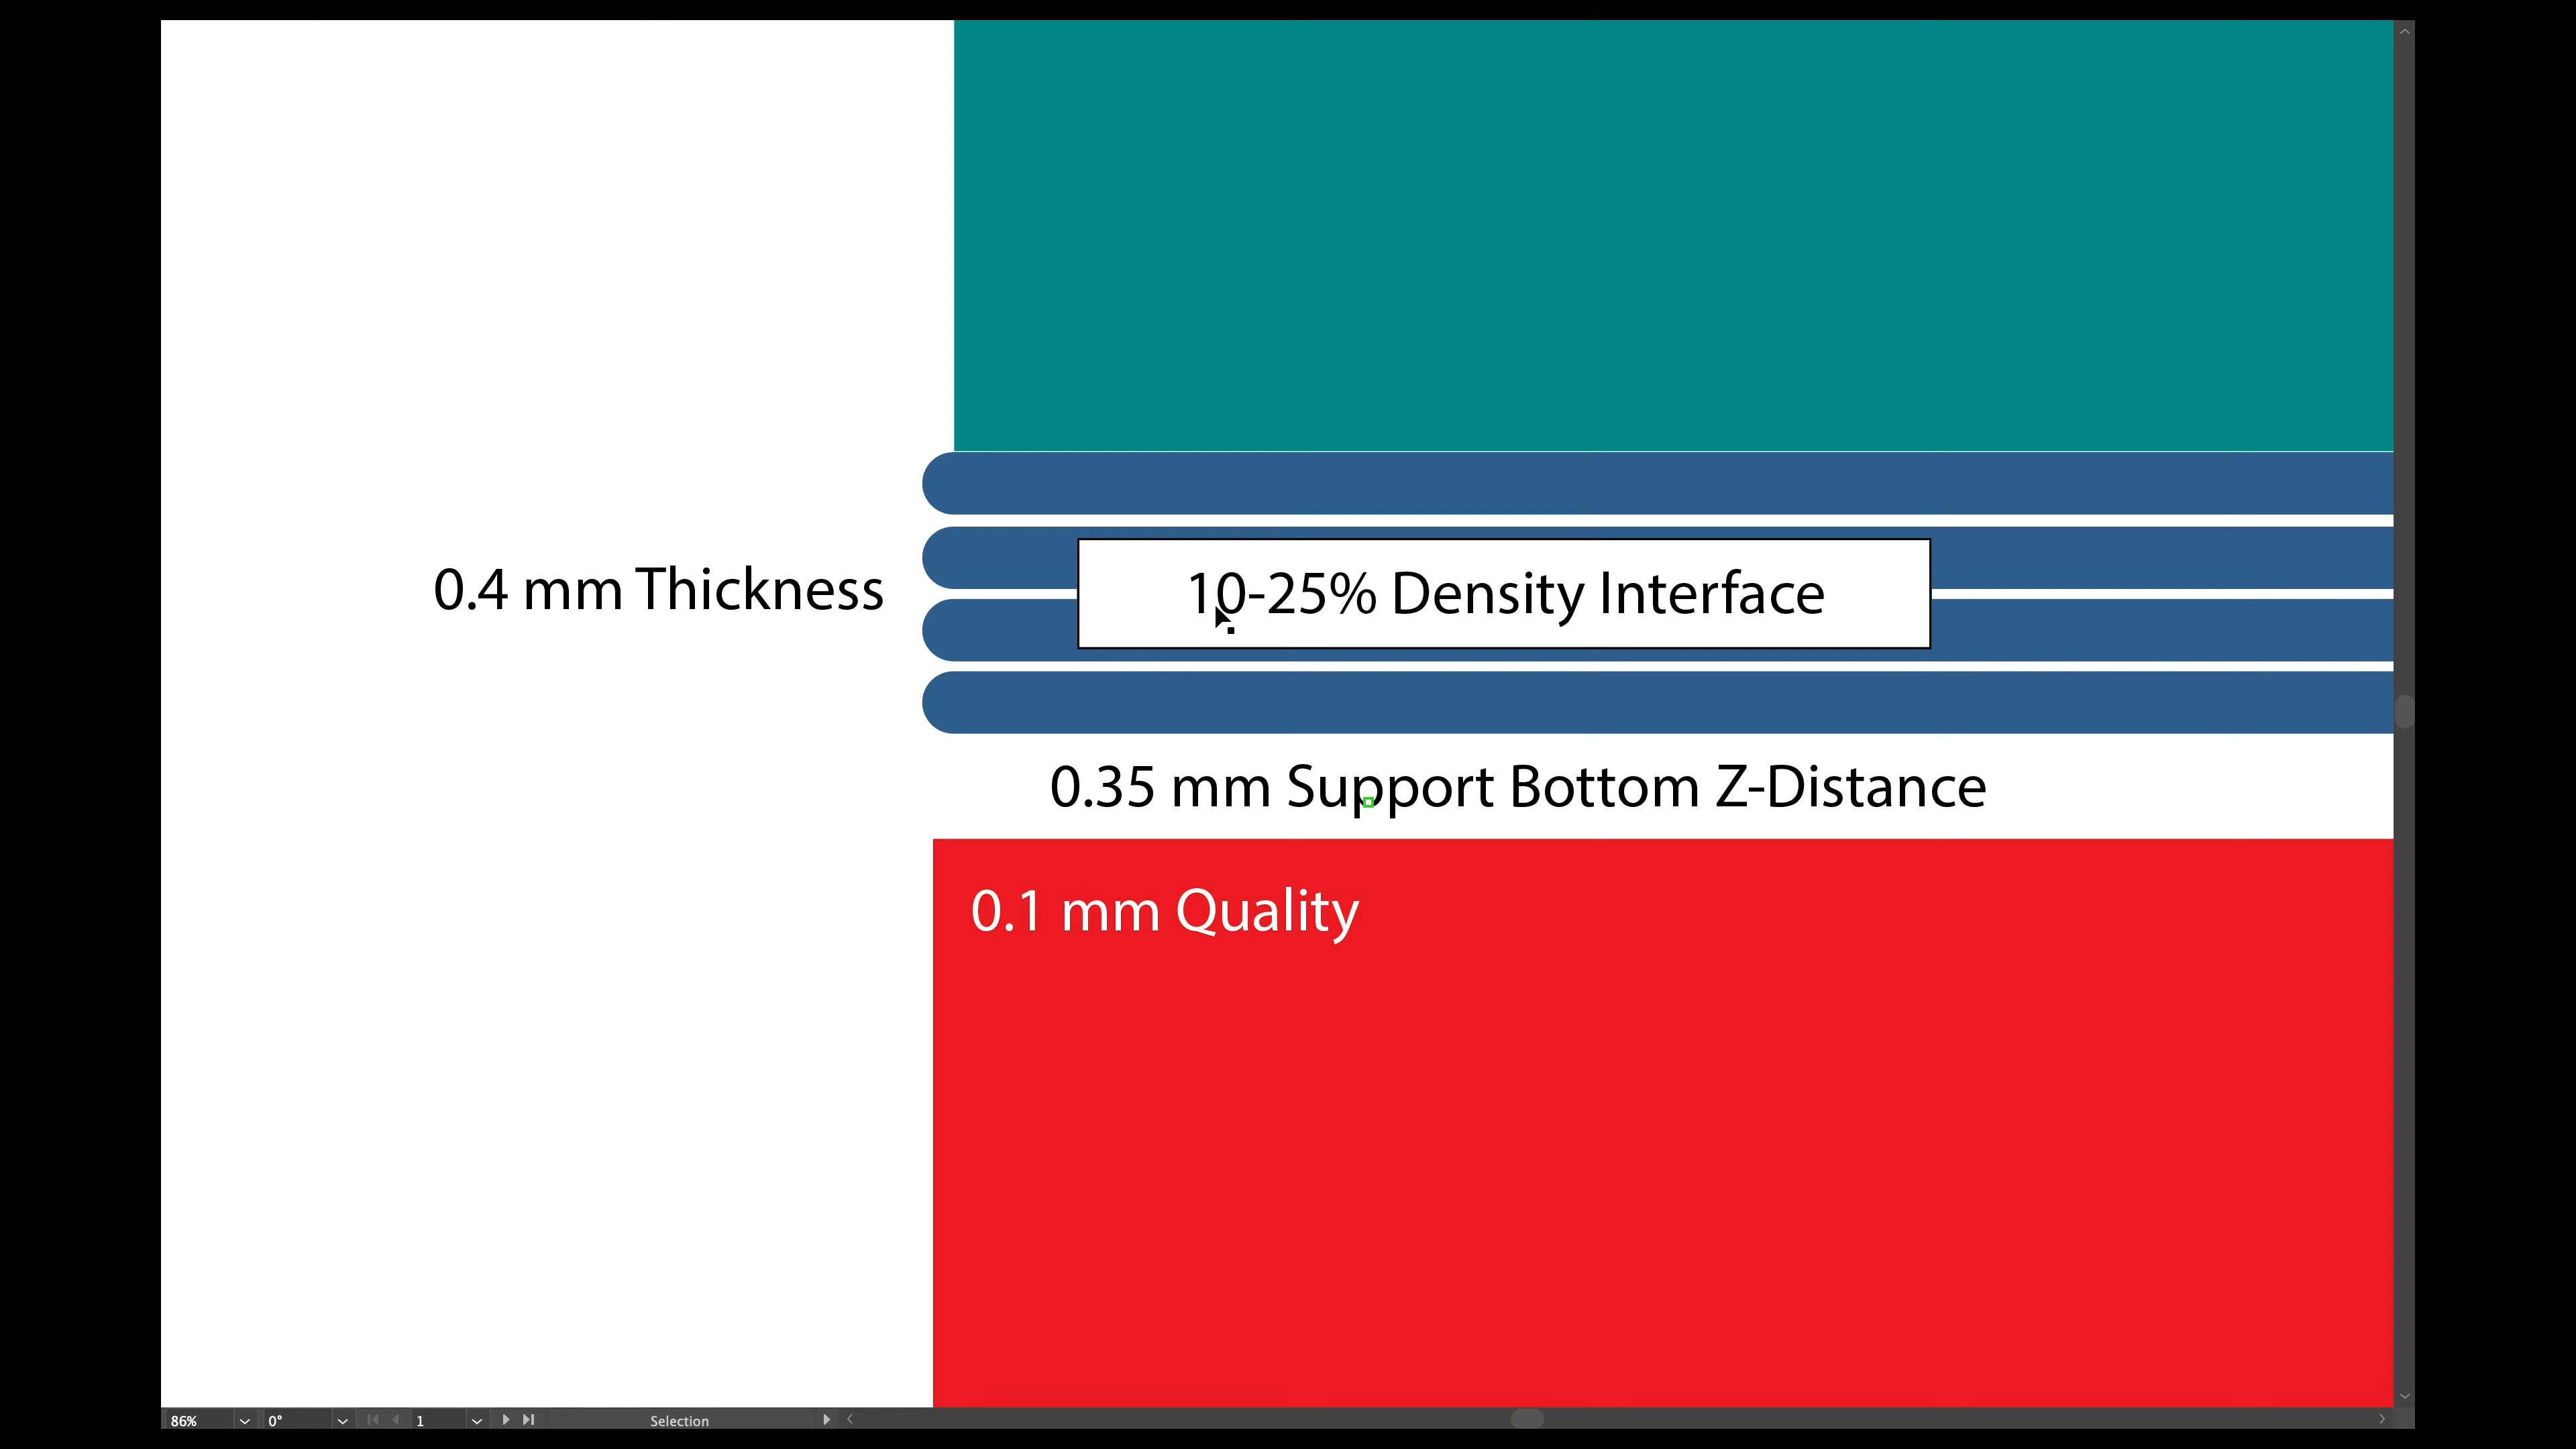 0.4 mm Thickness
10-25% Density Interface
0.35 mm Support Bottom Z-Distance
0.1 mm Quality
86%
0°
1
Selection